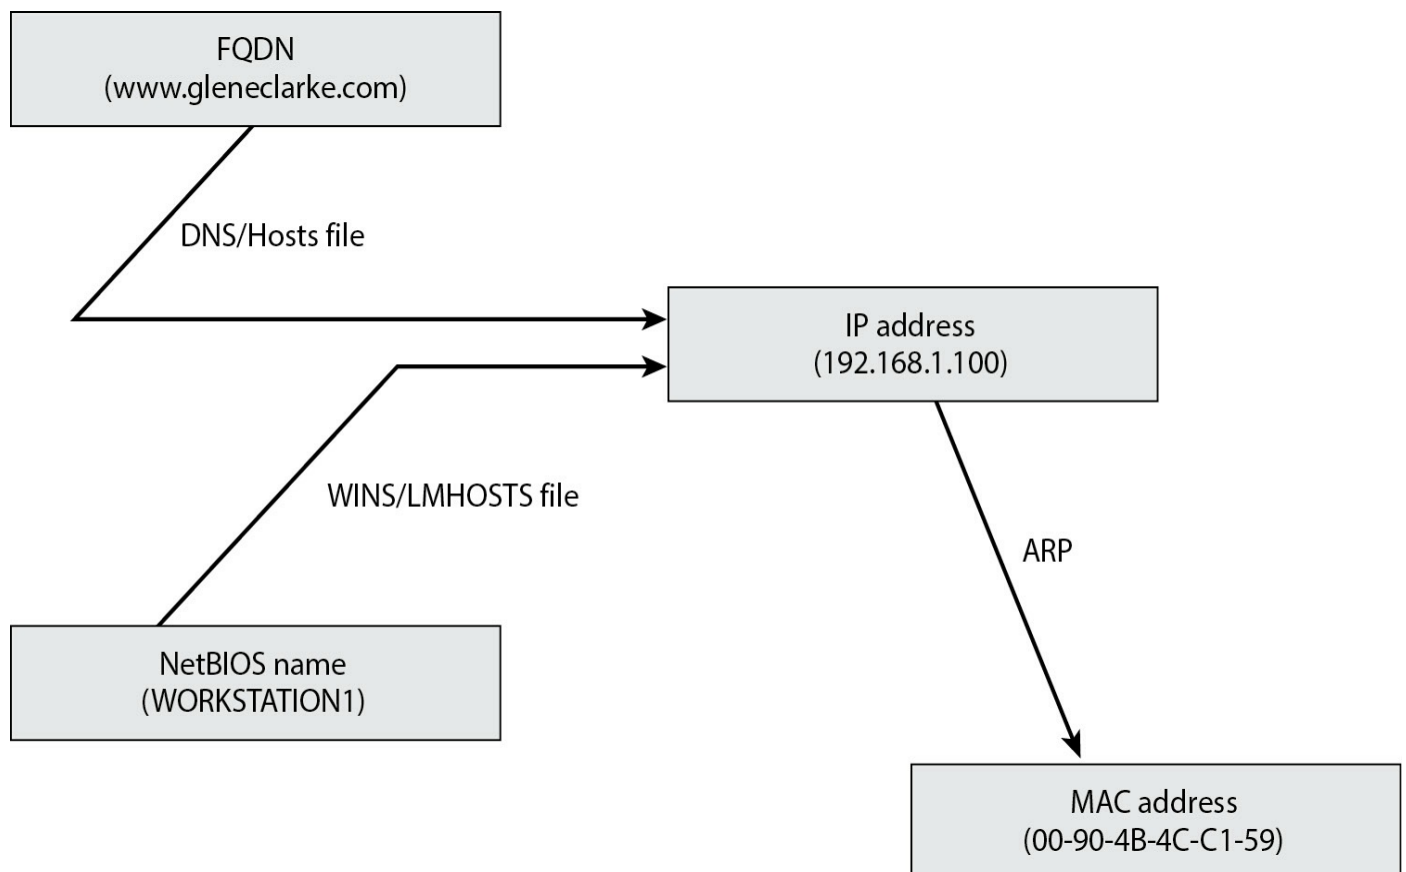 FQDN
(www.gleneclarke.com)
DNS/Hosts file
IP address
(192.168.1.100)
WINS/LMHOSTS file
ARP
NetBIOS name
(WORKSTATION1)
MAC address
(00-90-4B-4C-C1-59)